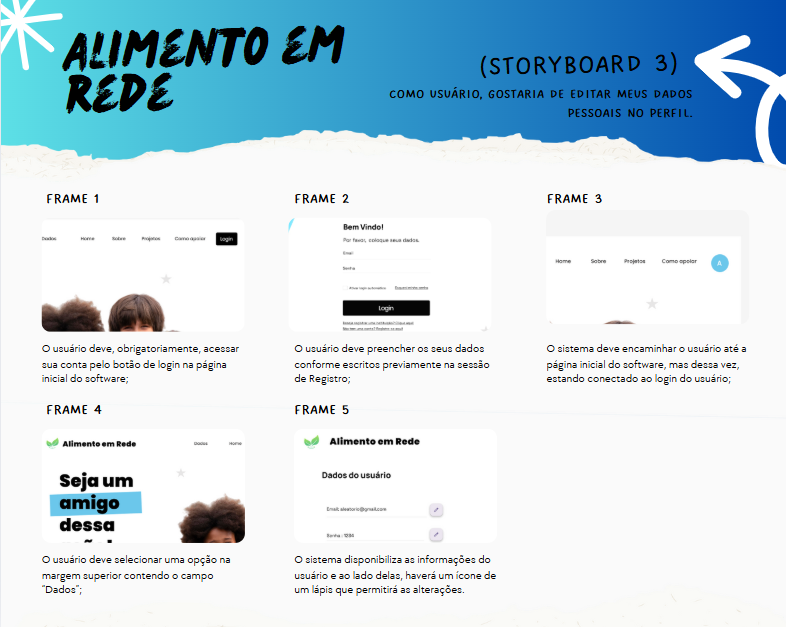 ALIMENTO EM
REDE
(STORYBOARD 3)
COMO USUÁRIO, GOSTARIA DE EDITAR MEUS DADOS
PESSOAIS NO PERFIL.
FRAME 1
Dados Home Sobre Projetos Como apoiar Login
O usuário deve, obrigatoriamente, acessar
sua conta pelo botão de login na página
inicial do software;
FRAME 2
Bem Vindo!
Por favor, coloque seus dados.
Email
Senha
Login
O usuário deve preencher os seus dados
conforme escritos previamente na sessão
de Registro;
FRAME 3
Home Sobre Projetos Como apoiar A
O sistema deve encaminhar o usuário até a
página inicial do software, mas dessa vez,
estando conectado ao login do usuário;
FRAME 4
Alimento em Rede Dados Home
Seja um
amigo
dessa
O usuário deve selecionar uma opção na
margem superior contendo o campo
"Dados";
FRAME 5
Alimento em Rede
Dados do usuário
Email: aleatorio@gmail.com
Senha : 1234
O sistema disponibiliza as informações do
usuário e ao lado delas, haverá um ícone de
um lápis que permitirá as alterações.